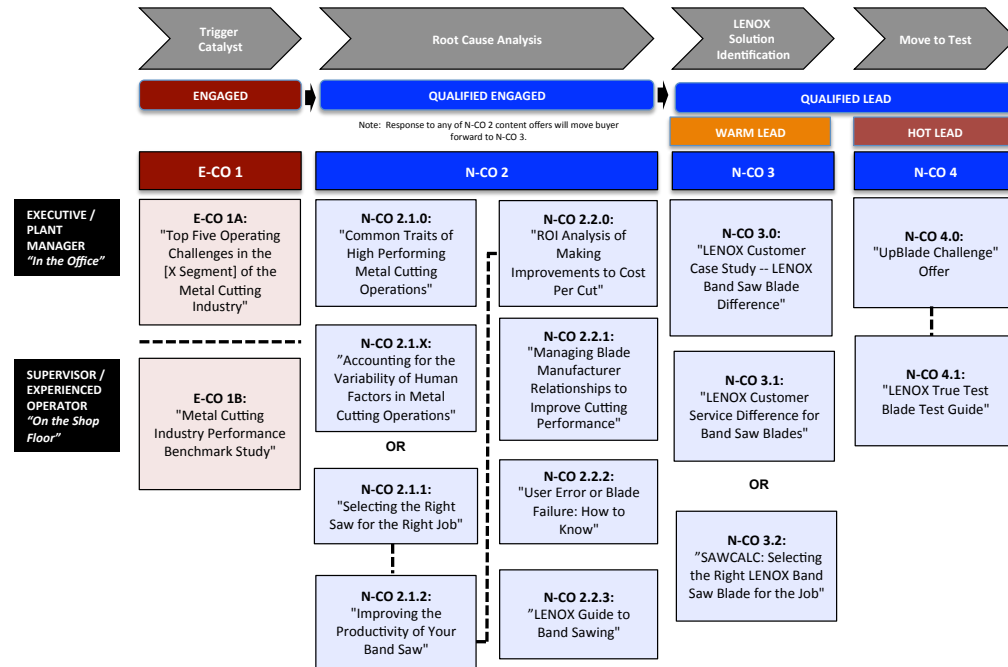 Trigger
Catalyst
Root Cause Analysis
LENOX
Solution
Identification
Move to Test
ENGAGED
QUALIFIED ENGAGED
QUALIFIED LEAD
Note: Response to any of N-CO 2 content offers will move buyer
forward to N-CO 3.
WARM LEAD
HOT LEAD
E-CO 1
N-CO 2
N-CO 3
N-CO 4
EXECUTIVE /
PLANT
MANAGER
"In the Office"
E-CO 1A:
"Top Five Operating
Challenges in the
[X Segment] of the
Metal Cutting
Industry"
N-CO 2.1.0:
"Common Traits of
High Performing
Metal Cutting
Operations"
N-CO 2.2.0:
"ROI Analysis of
Making
Improvements to Cost
Per Cut"
N-CO 3.0:
"LENOX Customer
Case Study -- LENOX
Band Saw Blade
Difference"
N-CO 4.0:
"UpBlade Challenge"
Offer
SUPERVISOR /
EXPERIENCED
OPERATOR
"On the Shop
Floor"
E-CO 1B:
"Metal Cutting
Industry Performance
Benchmark Study"
N-CO 2.1.X:
"Accounting for the
Variability of Human
Factors in Metal
Cutting Operations"
OR
N-CO 2.1.1:
"Selecting the Right
Saw for the Right Job"
N-CO 2.1.2:
"Improving the
Productivity of Your
Band Saw"
N-CO 2.2.1:
"Managing Blade
Manufacturer
Relationships to
Improve Cutting
Performance"
N-CO 2.2.2:
"User Error or Blade
Failure: How to
Know"
N-CO 2.2.3:
"LENOX Guide to
Band Sawing"
N-CO 3.1:
"LENOX Customer
Service Difference for
Band Saw Blades"
OR
N-CO 3.2:
"SAWCALC: Selecting
the Right LENOX Band
Saw Blade for the Job"
N-CO 4.1:
"LENOX True Test
Blade Test Guide"